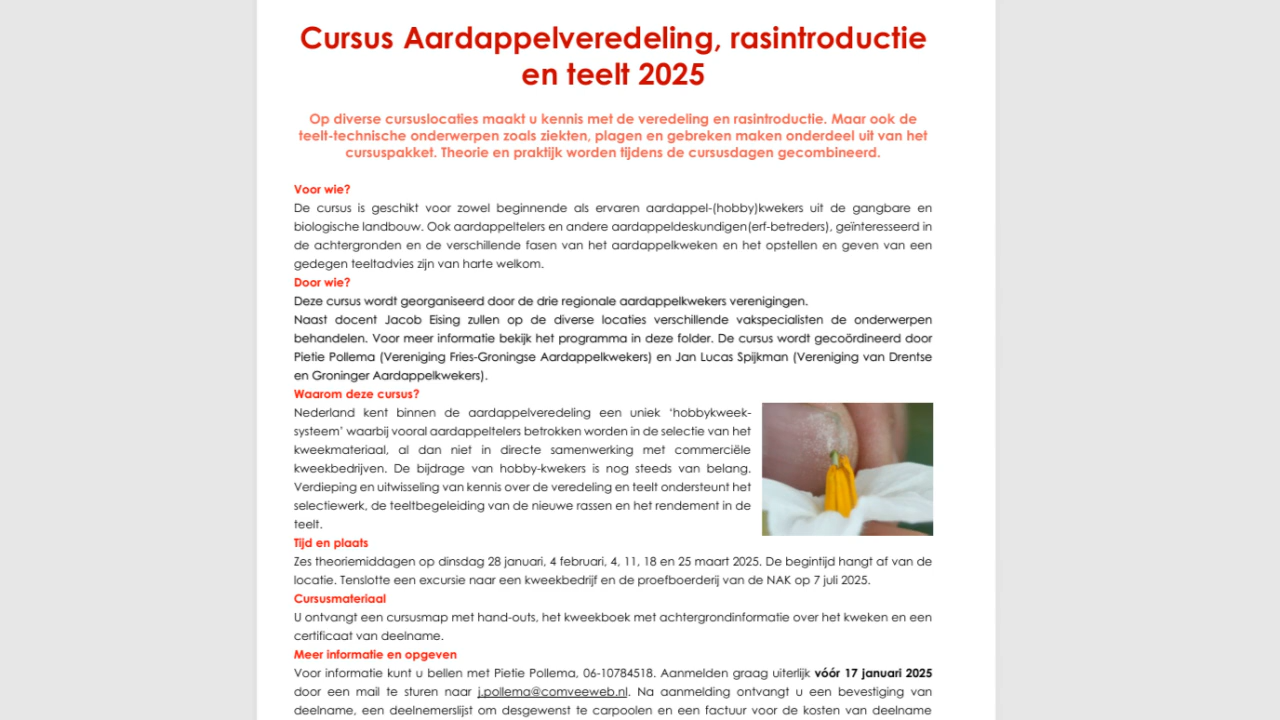 Cursus Aardappelveredeling, rasintroductie
en teelt 2025
Op diverse cursuslocaties maakt u kennis met de veredeling en rasintroductie. Maar ook de
teelt-technische onderwerpen zoals ziekten, plagen en gebreken maken onderdeel uit van het
cursuspakket. Theorie en praktijk worden tijdens de cursusdagen gecombineerd.
Voor wie?
De cursus is geschikt voor zowel beginnende als ervaren aardappel-(hobby)kwekers uit de gangbare en
biologische landbouw. Ook aardappeltelers en andere aardappeldeskundigen(erf-betreders), geïnteresseerd in
de achtergronden en de verschillende fasen van het aardappelkweken en het opstellen en geven van een
gedegen teeltadvies zijn van harte welkom.
Door wie?
Deze cursus wordt georganiseerd door de drie regionale aardappelkwekers verenigingen.
Naast docent Jacob Eising zullen op de diverse locaties verschillende vakspecialisten de onderwerpen
behandelen. Voor meer informatie bekijk het programma in deze folder. De cursus wordt gecoördineerd door
Pietie Pollema (Vereniging Fries-Groningse Aardappelkwekers) en Jan Lucas Spijkman (Vereniging van Drentse
en Groninger Aardappelkwekers).
Waarom deze cursus?
Nederland kent binnen de aardappelveredeling een uniek ‘hobbykweek-
systeem’ waarbij vooral aardappeltelers betrokken worden in de selectie van het
kweekmateriaal, al dan niet in directe samenwerking met commerciële
kweekbedrijven. De bijdrage van hobby-kwekers is nog steeds van belang.
Verdieping en uitwisseling van kennis over de veredeling en teelt ondersteunt het
selectiewerk, de teeltbegeleiding van de nieuwe rassen en het rendement in de
teelt.
Tijd en plaats
Zes theoriemiddagen op dinsdag 28 januari, 4 februari, 4, 11, 18 en 25 maart 2025. De begintijd hangt af van de
locatie. Tenslotte een excursie naar een kweekbedrijf en de proefboerderij van de NAK op 7 juli 2025.
Cursusmateriaal
U ontvangt een cursusmap met hand-outs, het kweekboek met achtergrondinformatie over het kweken en een
certificaat van deelname.
Meer informatie en opgeven
Voor informatie kunt u bellen met Pietie Pollema, 06-10784518. Aanmelden graag uiterlijk vóór 17 januari 2025
door een mail te sturen naar j.pollema@comveeweb.nl. Na aanmelding ontvangt u een bevestiging van
deelname, een deelnemerslijst om desgewenst te carpoolen en een factuur voor de kosten van deelname